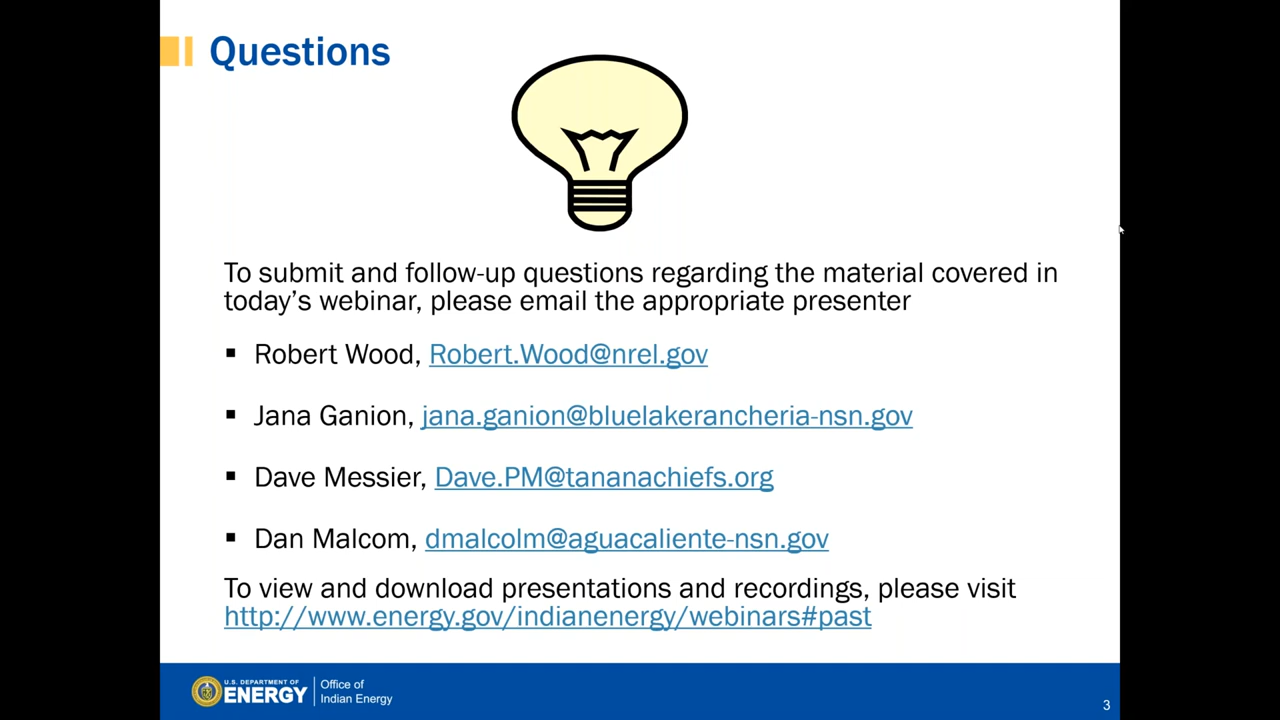 Questions
To submit and follow-up questions regarding the material covered in
today’s webinar, please email the appropriate presenter
▪ Robert Wood, Robert.Wood@nrel.gov
▪ Jana Ganion, jana.ganion@bluelakerancheria-nsn.gov
▪ Dave Messier, Dave.PM@tananachiefs.org
▪ Dan Malcom, dmalcolm@aguacaliente-nsn.gov
To view and download presentations and recordings, please visit
http://www.energy.gov/indianenergy/webinars#past
U.S. DEPARTMENT OF
ENERGY
Office of
Indian Energy
3